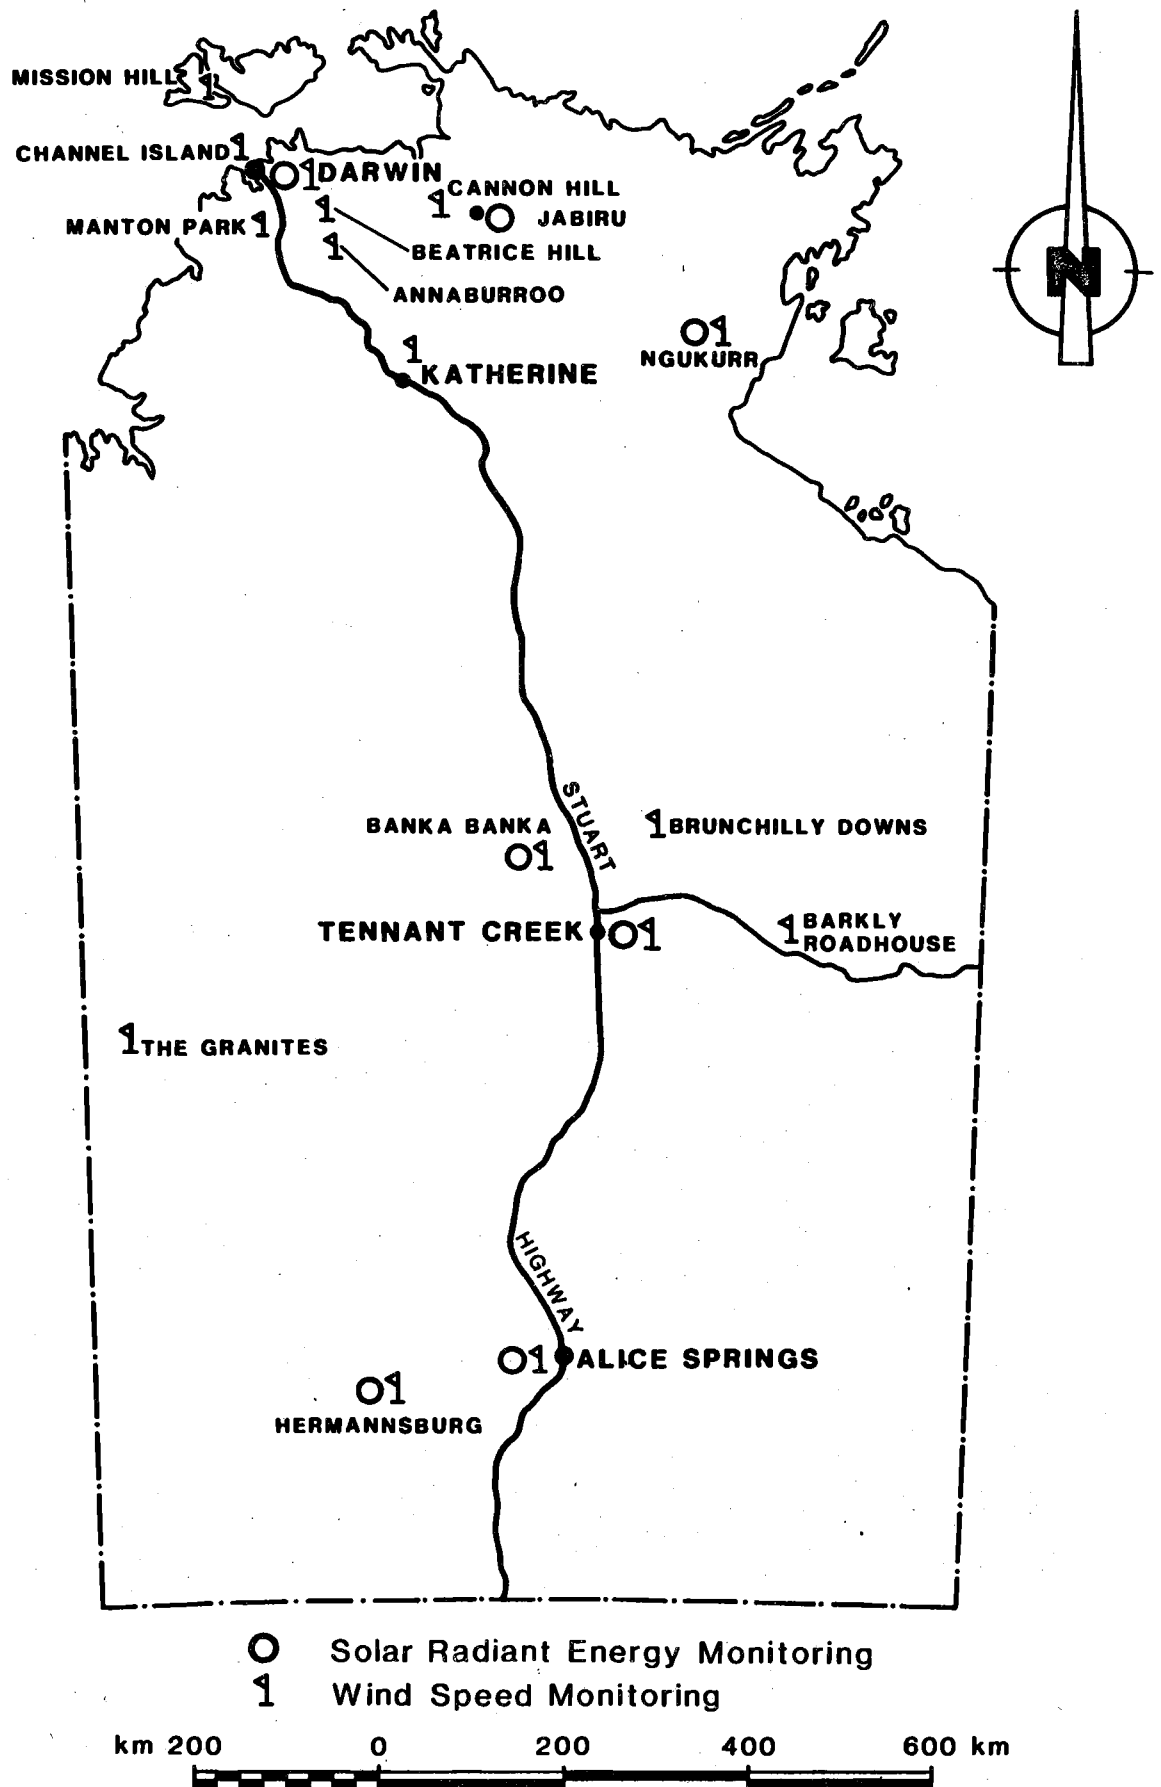 MISSION HILL
CHANNEL ISLAND
DARWIN
CANNON HILL
JABIRU
MANTON PARK
BEATRICE HILL
ANNABURROO
N
NGUKURR
KATHERINE
STUART
BANKA BANKA
BRUNCHILLY DOWNS
TENNANT CREEK
BARKLY
ROADHOUSE
THE GRANITES
HIGHWAY
ALICE SPRINGS
HERMANNSBURG
Solar Radiant Energy Monitoring
Wind Speed Monitoring
km 200 0 200 400 600 km